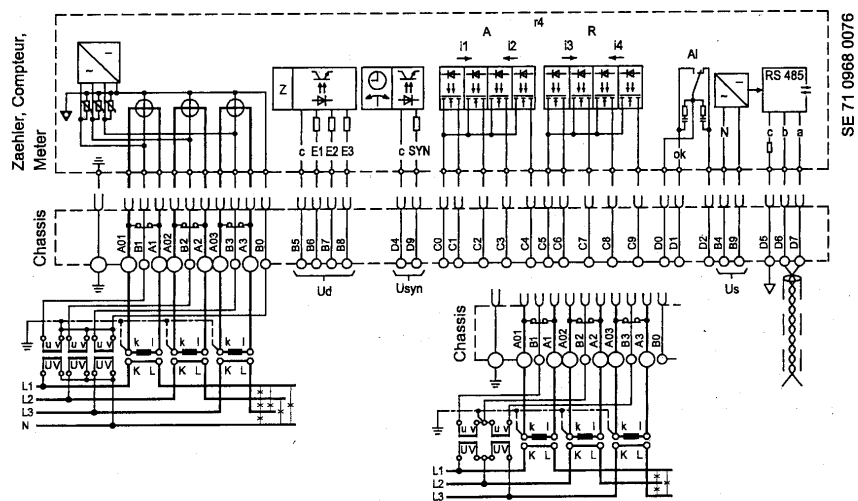 Zaehler, Compteur,
Meter
SE 71 0968 0076
A r4 R
i1 i2 i3 i4
AI
Z
RS 485
N c b a
c E1 E2 E3
c SYN
ok
Chassis
A01 B1 A1 A02 B2 A2 A03 B3 A3 B0
B5 B6 B7 B8
D4 D9
C0 C1 C2 C3 C4 C5 C6 C7 C8 C9
D0 D1 D2 B4 B9 D5 D6 D7
Ud
Usyn
Us
u v u v u v
U V U V U V
k l k l k l
K L K L K L
L1
L2
L3
N
Chassis
A01 B1 A1 A02 B2 A2 A03 B3 A3 B0
u v u v
U V U V
k l k l k l
K L K L K L
L1
L2
L3